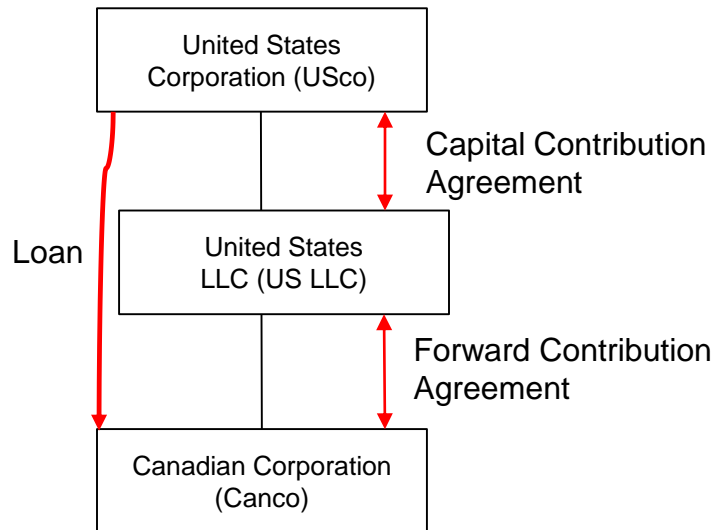 United States
Corporation (USco)
Capital Contribution
Agreement
Loan
United States
LLC (US LLC)
Forward Contribution
Agreement
Canadian Corporation
(Canco)